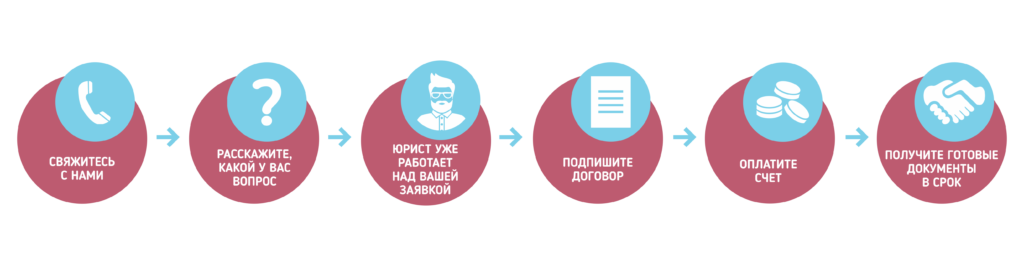 СВЯЖИТЕСЬ
С НАМИ
РАССКАЖИТЕ,
КАКОЙ У ВАС
ВОПРОС
ЮРИСТ УЖЕ
РАБОТАЕТ
НАД ВАШЕЙ
ЗАЯВКОЙ
ПОДПИШИТЕ
ДОГОВОР
ОПЛАТИТЕ
СЧЕТ
ПОЛУЧИТЕ ГОТОВЫЕ
ДОКУМЕНТЫ
В СРОК